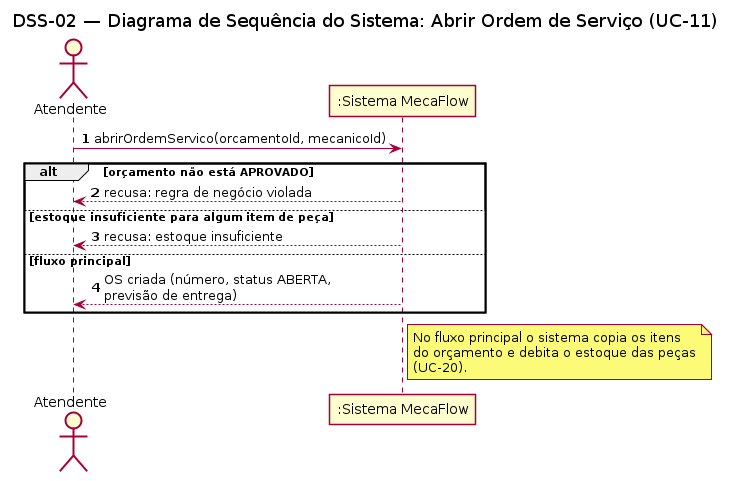 DSS-02 — Diagrama de Sequência do Sistema: Abrir Ordem de Serviço (UC-11)
Atendente
:Sistema MecaFlow
1 abrirOrdemServico(orcamentoId, mecanicoId)
alt [orçamento não está APROVADO]
2 recusa: regra de negócio violada
[estoque insuficiente para algum item de peça]
3 recusa: estoque insuficiente
[fluxo principal]
4 OS criada (número, status ABERTA,
previsão de entrega)
No fluxo principal o sistema copia os itens
do orçamento e debita o estoque das peças
(UC-20).
Atendente
:Sistema MecaFlow